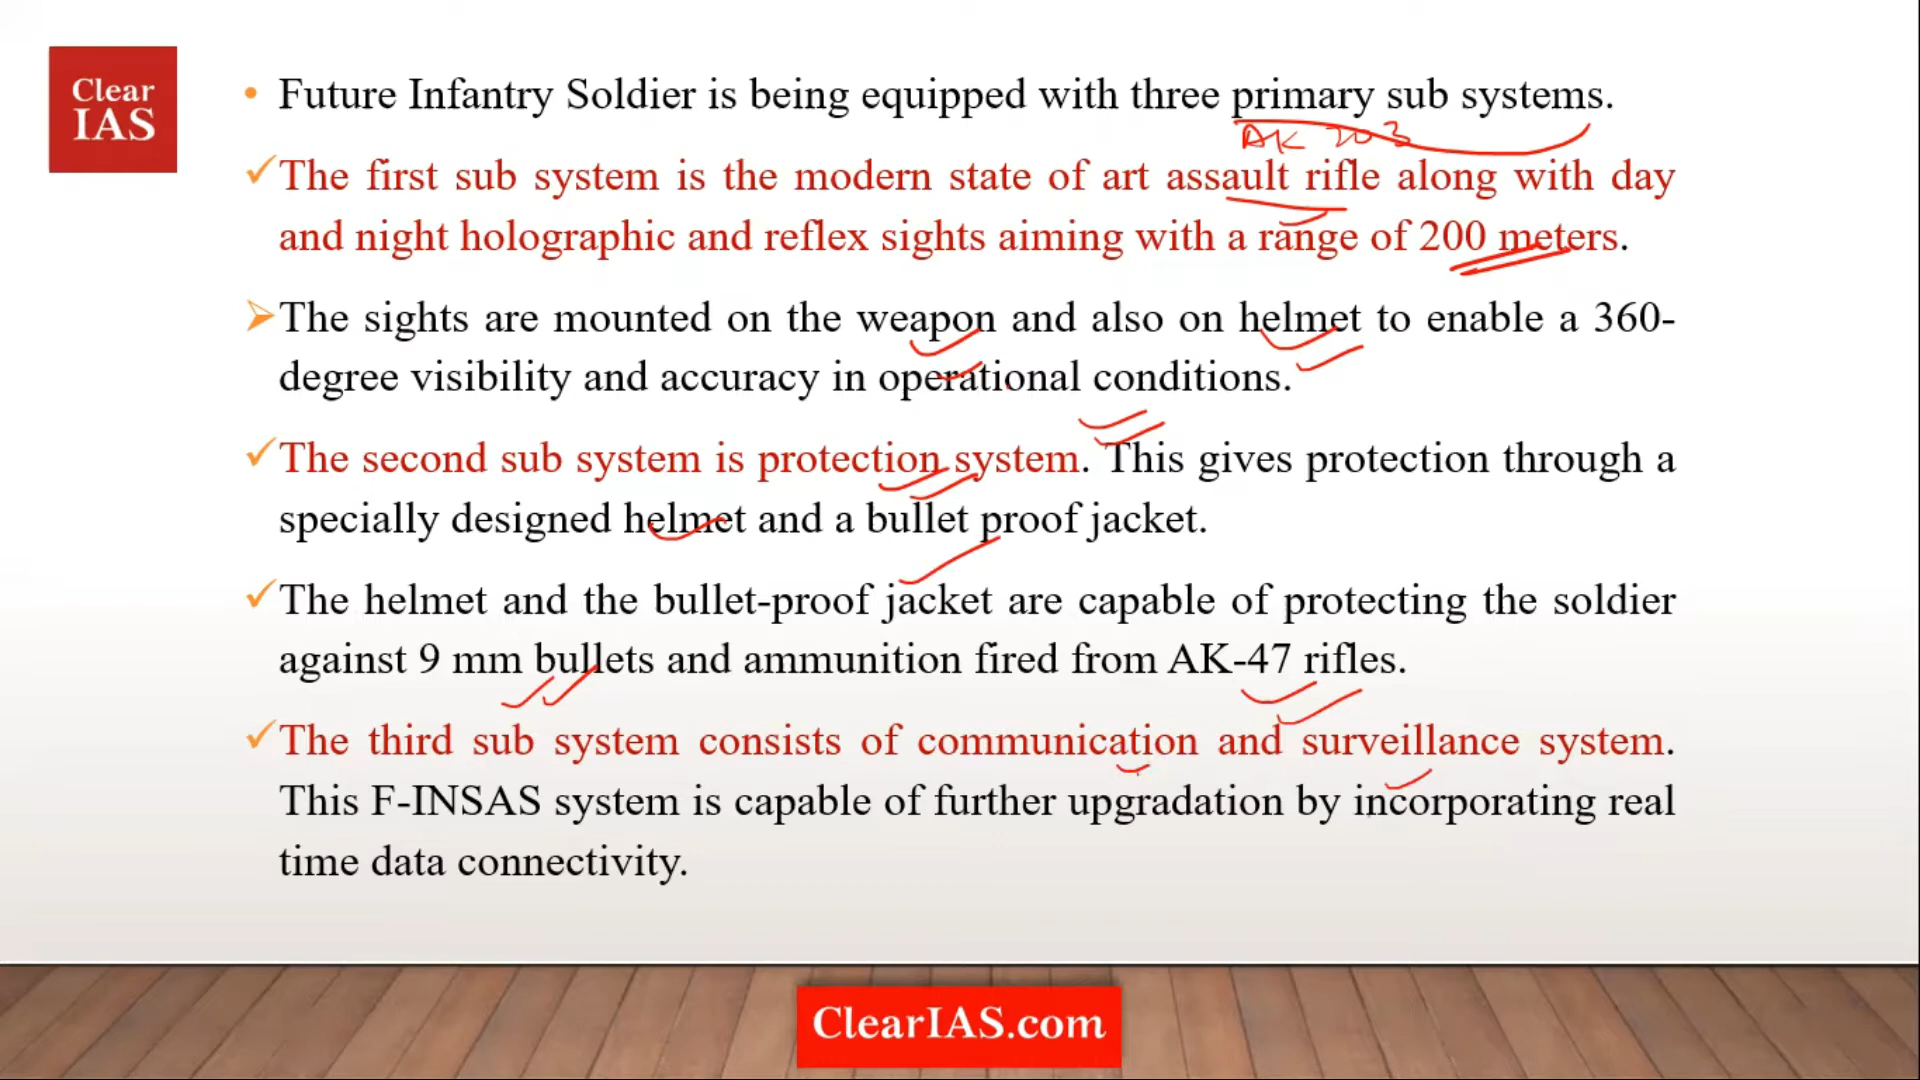 Clear
IAS
• Future Infantry Soldier is being equipped with three primary sub systems.
AK 203
✓The first sub system is the modern state of art assault rifle along with day
and night holographic and reflex sights aiming with a range of 200 meters.
➢The sights are mounted on the weapon and also on helmet to enable a 360-
degree visibility and accuracy in operational conditions.
✓The second sub system is protection system. This gives protection through a
specially designed helmet and a bullet proof jacket.
✓The helmet and the bullet-proof jacket are capable of protecting the soldier
against 9 mm bullets and ammunition fired from AK-47 rifles.
✓The third sub system consists of communication and surveillance system.
This F-INSAS system is capable of further upgradation by incorporating real
time data connectivity.
ClearIAS.com